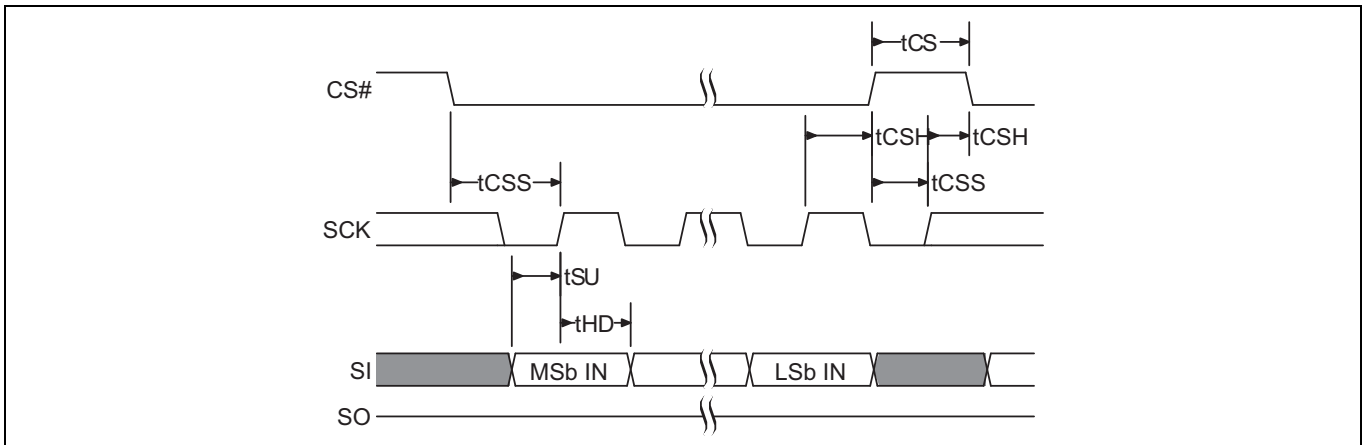 tCS
CS#
tCSH
tCSH
tCSS
tCSS
SCK
tSU
tHD
SI
MSb IN
LSb IN
SO